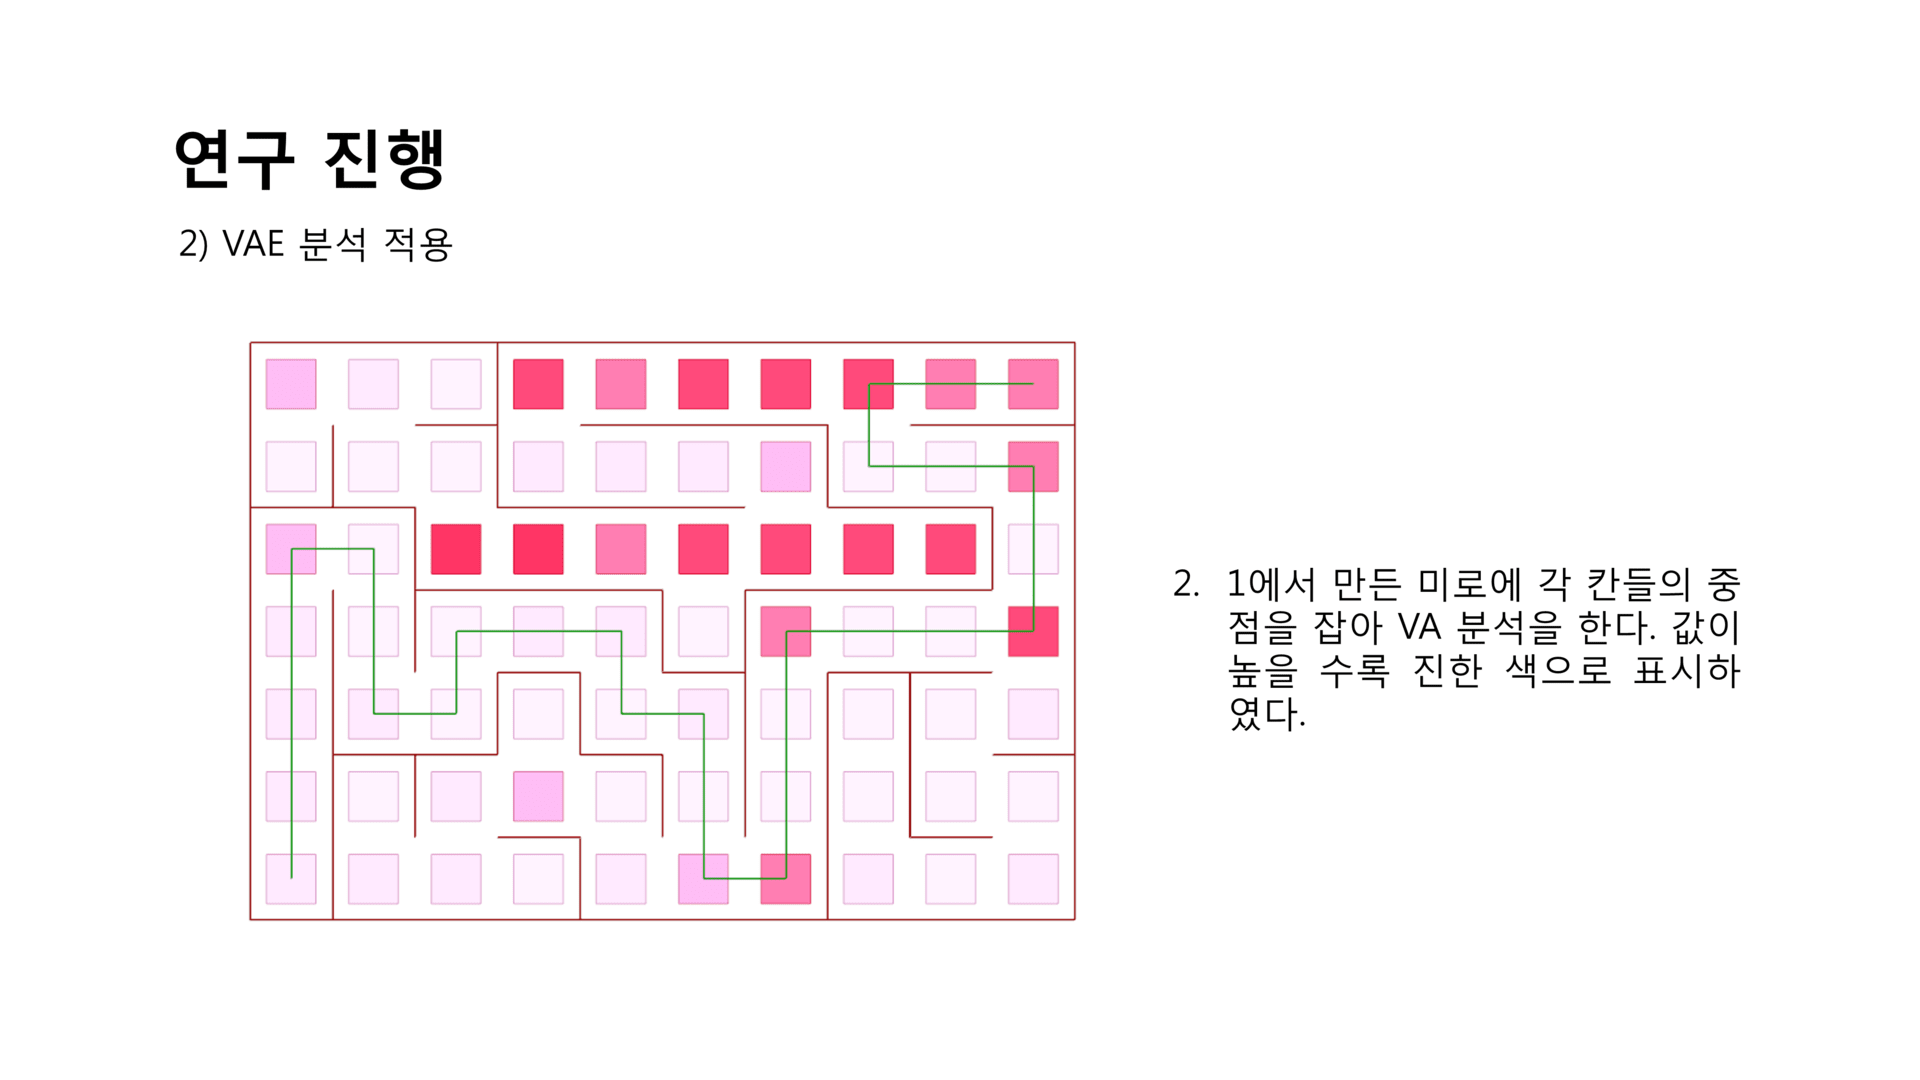 연구 진행
2) VAE 분석 적용
2. 1에서 만든 미로에 각 칸들의 중
점을 잡아 VA 분석을 한다. 값이
높을 수록 진한 색으로 표시하
였다.